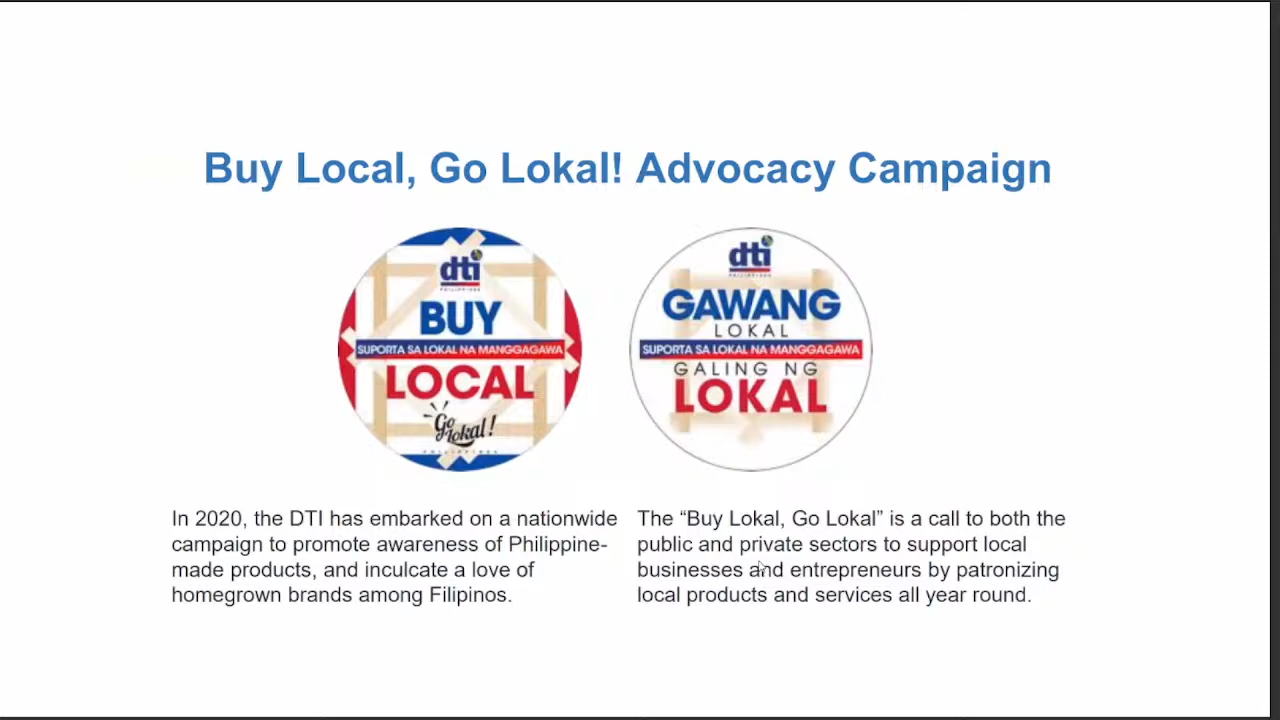 Buy Local, Go Lokal! Advocacy Campaign
dti
PHILIPPINES
BUY
SUPORTA SA LOKAL NA MANGGAGAWA
LOCAL
Go Lokal!
PHILIPPINES
dti
PHILIPPINES
GAWANG
LOKAL
SUPORTA SA LOKAL NA MANGGAGAWA
GALING NG
LOKAL
In 2020, the DTI has embarked on a nationwide
campaign to promote awareness of Philippine-
made products, and inculcate a love of
homegrown brands among Filipinos.
The “Buy Lokal, Go Lokal” is a call to both the
public and private sectors to support local
businesses and entrepreneurs by patronizing
local products and services all year round.